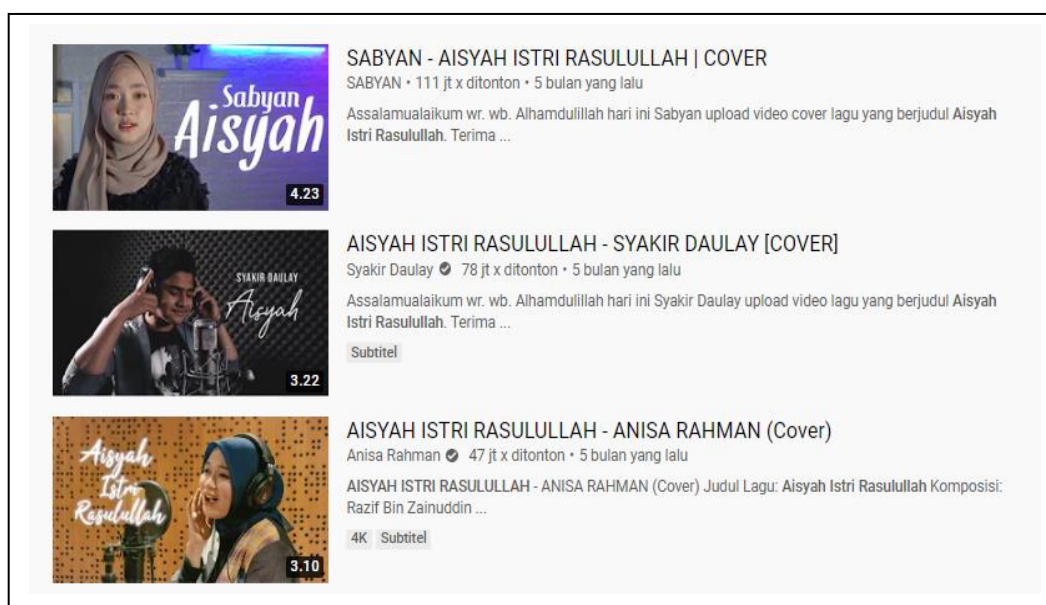 Sabyan
Aisyah
4.23
SABYAN - AISYAH ISTRI RASULULLAH | COVER
SABYAN • 111 jt x ditonton • 5 bulan yang lalu
Assalamualaikum wr. wb. Alhamdulillah hari ini Sabyan upload video cover lagu yang berjudul Aisyah
Istri Rasulullah. Terima ...
SYAKIR DAULAY
Aisyah
3.22
AISYAH ISTRI RASULULLAH - SYAKIR DAULAY [COVER]
Syakir Daulay 78 jt x ditonton • 5 bulan yang lalu
Assalamualaikum wr. wb. Alhamdulillah hari ini Syakir Daulay upload video lagu yang berjudul Aisyah
Istri Rasulullah. Terima ...
Subtitel
Aisyah
Istri
Rasulullah
3.10
AISYAH ISTRI RASULULLAH - ANISA RAHMAN (Cover)
Anisa Rahman 47 jt x ditonton • 5 bulan yang lalu
AISYAH ISTRI RASULULLAH - ANISA RAHMAN (Cover) Judul Lagu: Aisyah Istri Rasulullah Komposisi:
Razif Bin Zainuddin ...
4K Subtitel